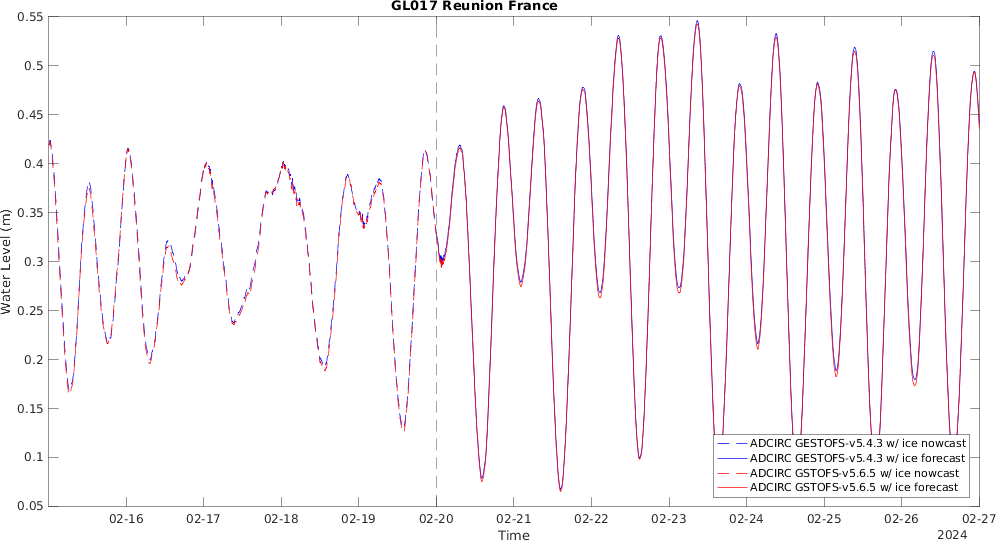 GL017 Reunion France
Water Level (m)
0.55
0.5
0.45
0.4
0.35
0.3
0.25
0.2
0.15
0.1
0.05
ADCIRC GESTOFS-v5.4.3 w/ ice nowcast
ADCIRC GESTOFS-v5.4.3 w/ ice forecast
ADCIRC GSTOFS-v5.6.5 w/ ice nowcast
ADCIRC GSTOFS-v5.6.5 w/ ice forecast
02-16 02-17 02-18 02-19 02-20 02-21 02-22 02-23 02-24 02-25 02-26 02-27
Time
2024